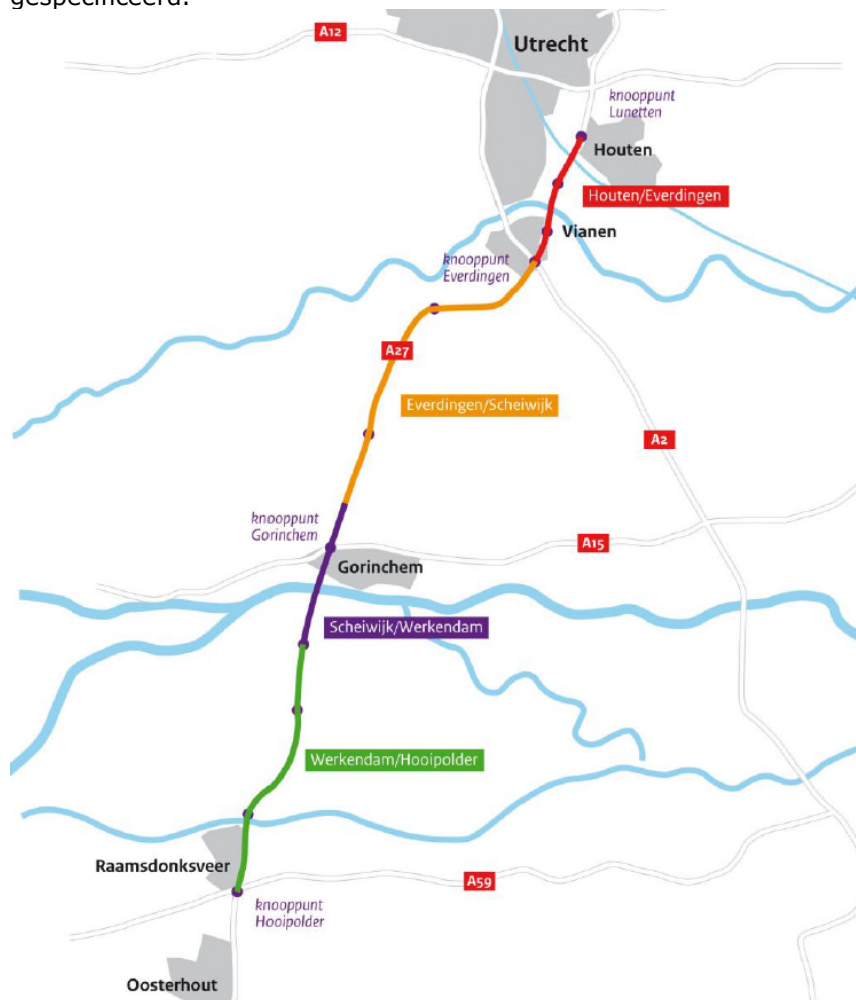 gespecificeerd:
A12
Utrecht
knooppunt
Lunetten
Houten
Houten/Everdingen
Vianen
knooppunt
Everdingen
A27
Everdingen/Scheiwijk
A2
knooppunt
Gorinchem
A15
Gorinchem
Scheiwijk/Werkendam
Werkendam/Hooipolder
Raamsdonksveer
A59
knooppunt
Hooipolder
Oosterhout